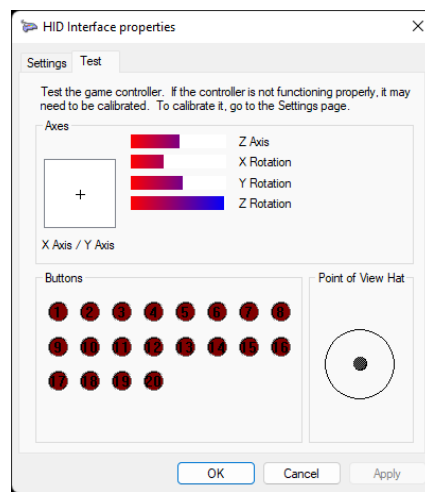 HID Interface properties
Settings
Test
Test the game controller. If the controller is not functioning properly, it may
need to be calibrated. To calibrate it, go to the Settings page.
Axes
Z Axis
X Rotation
Y Rotation
Z Rotation
X Axis / Y Axis
Buttons
1 2 3 4 5 6 7 8
9 10 11 12 13 14 15 16
17 18 19 20
Point of View Hat
OK
Cancel
Apply